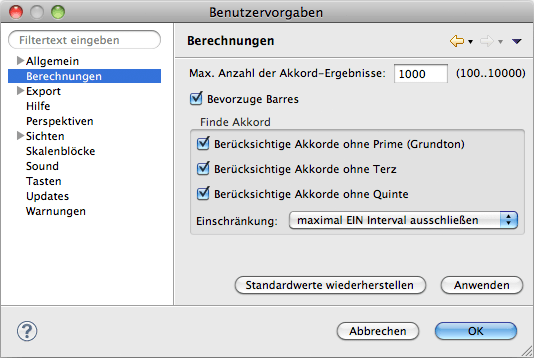 Benutzervorgaben
Filtertext eingeben
Allgemein
Berechnungen
Export
Hilfe
Perspektiven
Sichten
Skalenblöcke
Sound
Tasten
Updates
Warnungen
Berechnungen
Max. Anzahl der Akkord-Ergebnisse: 1000 (100..10000)
Bevorzuge Barres
Finde Akkord
Berücksichtige Akkorde ohne Prime (Grundton)
Berücksichtige Akkorde ohne Terz
Berücksichtige Akkorde ohne Quinte
Einschränkung: maximal EIN Interval ausschließen
Standardwerte wiederherstellen Anwenden
? Abbrechen OK